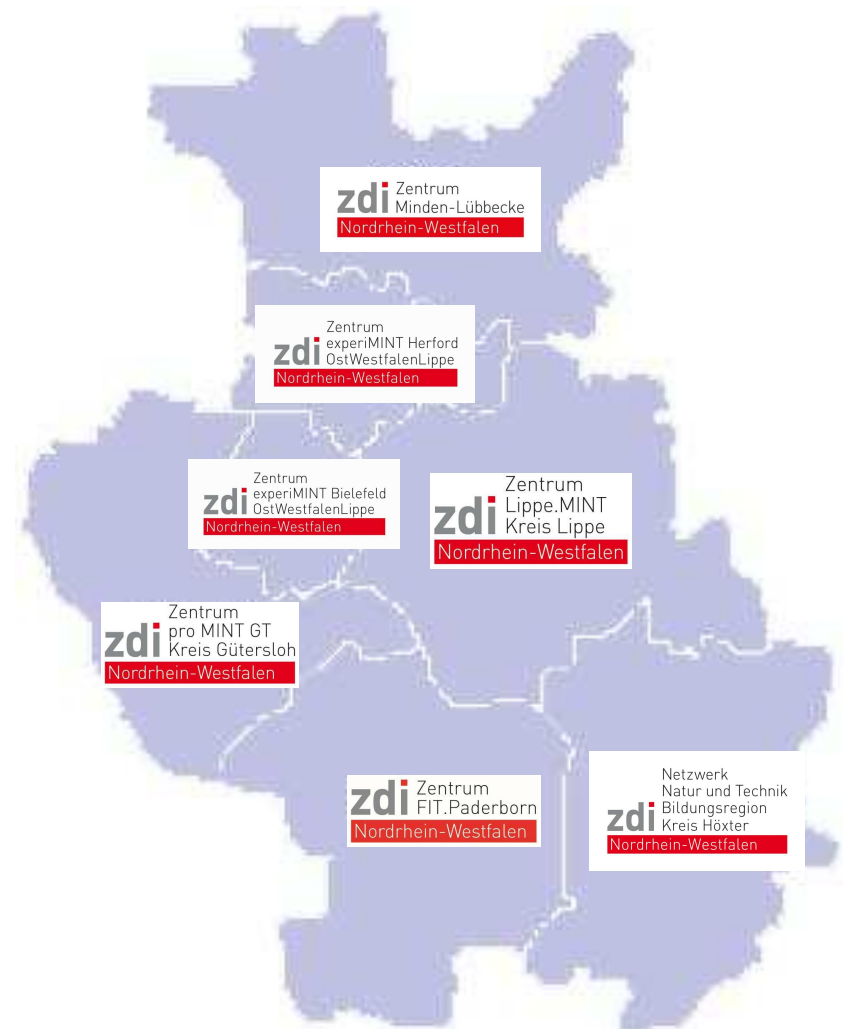 zdi Zentrum
Minden-Lübbecke
Nordrhein-Westfalen
Zentrum
experiMINT Herford
zdi OstWestfalenLippe
Nordrhein-Westfalen
Zentrum
experiMINT Bielefeld
zdi OstWestfalenLippe
Nordrhein-Westfalen
Zentrum
Lippe.MINT
zdi Kreis Lippe
Nordrhein-Westfalen
Zentrum
pro MINT GT
zdi Kreis Gütersloh
Nordrhein-Westfalen
zdi Zentrum
FIT.Paderborn
Nordrhein-Westfalen
Netzwerk
Natur und Technik
Bildungsregion
zdi Kreis Höxter
Nordrhein-Westfalen